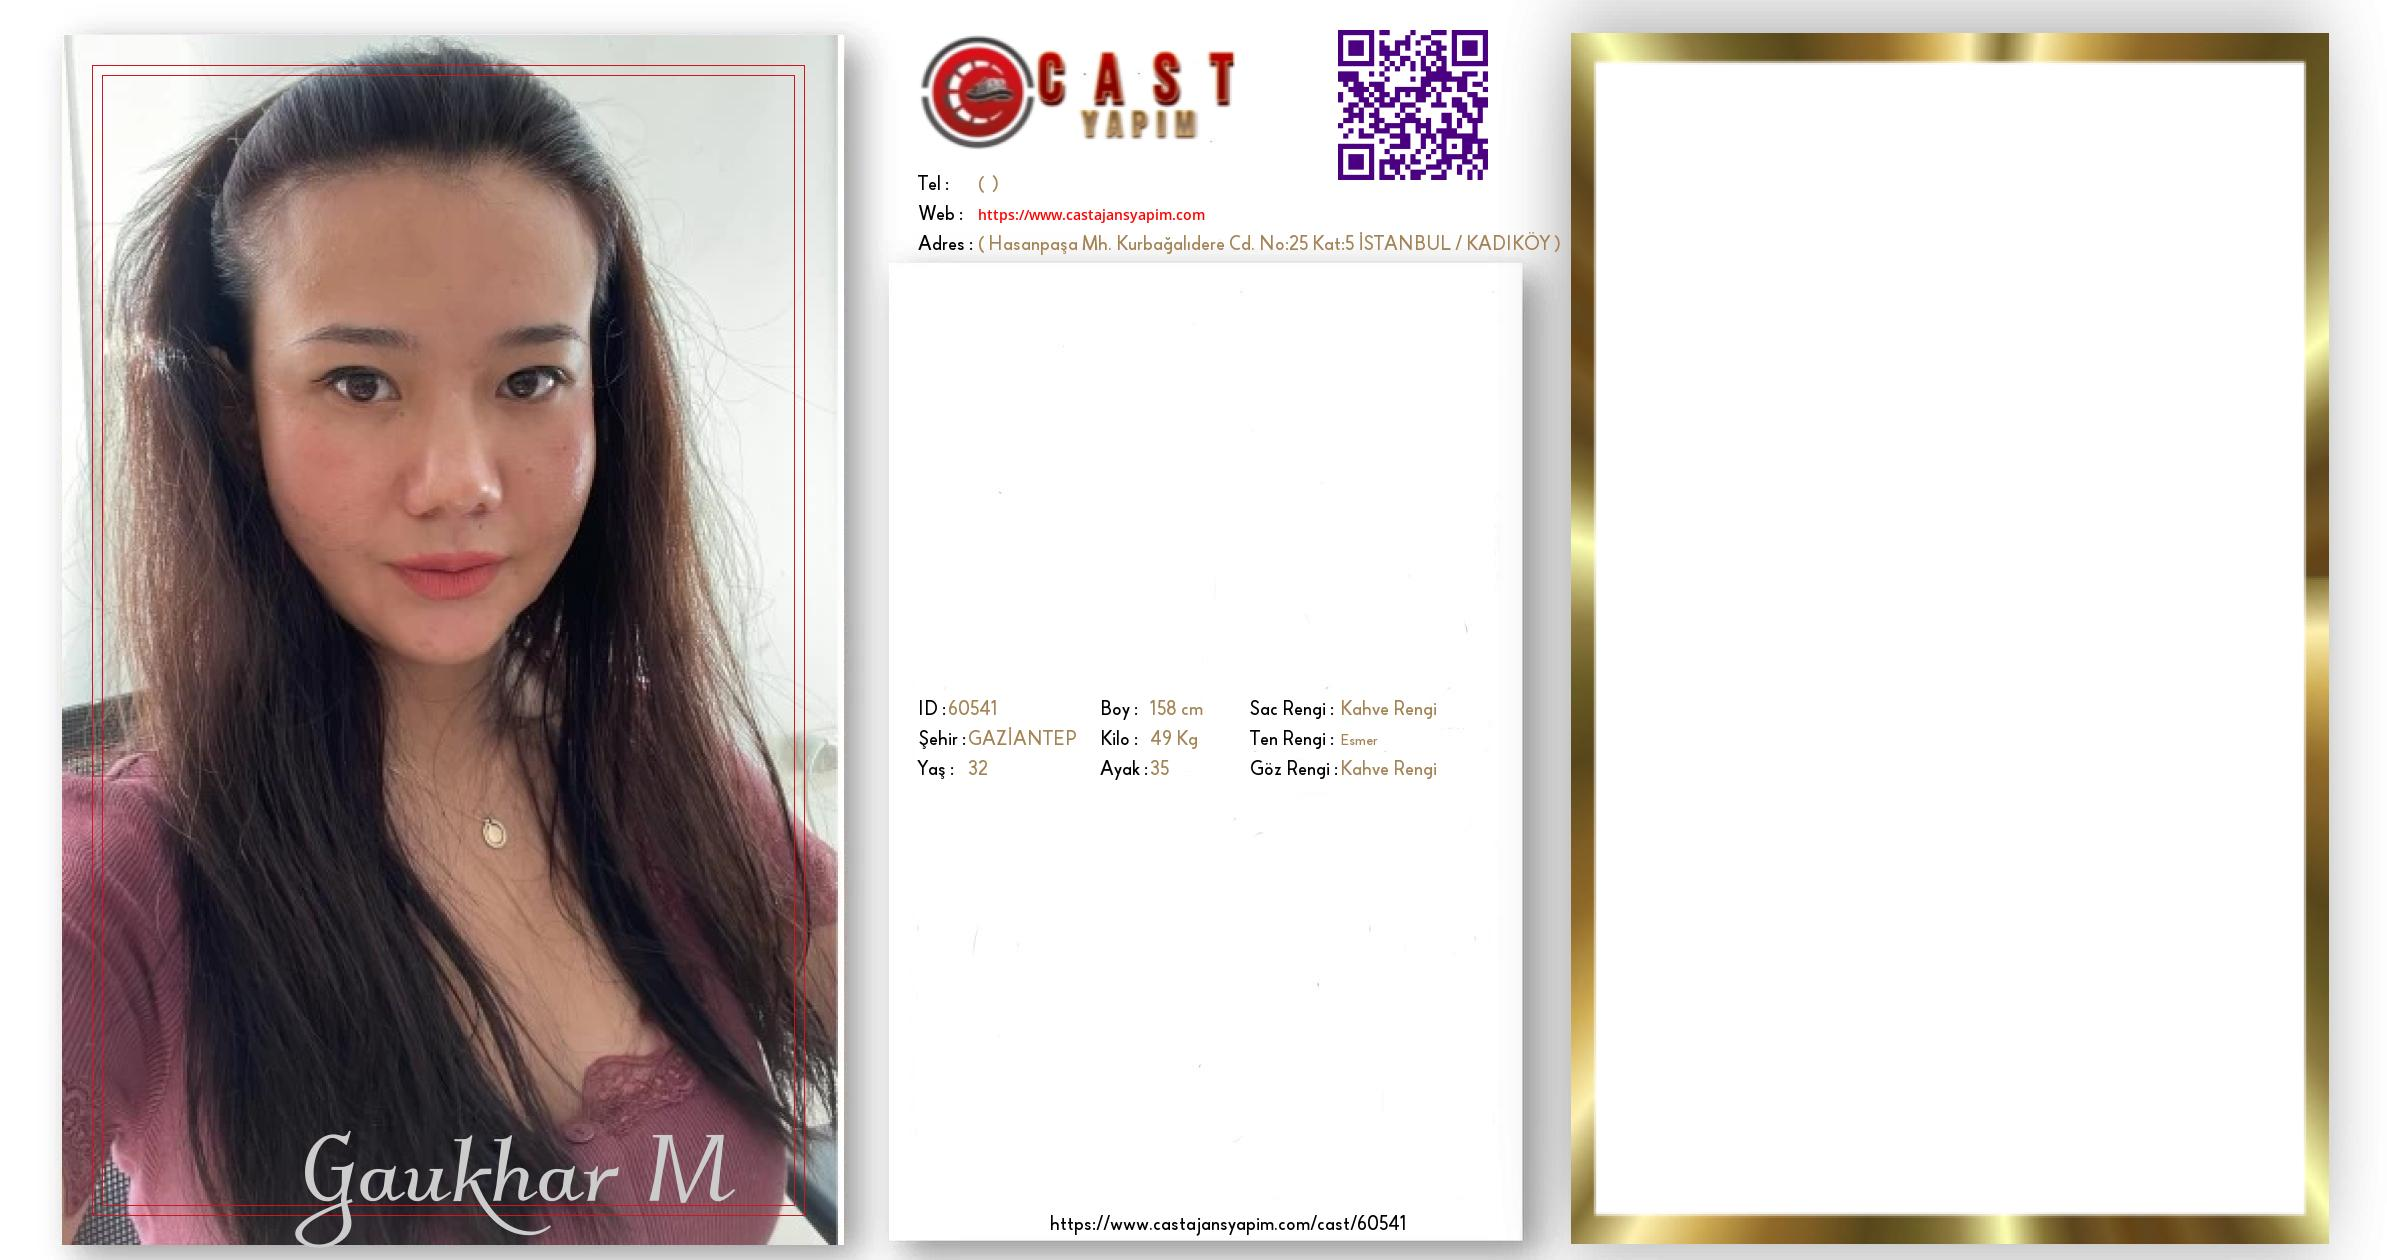 Gaukhar M
CAST
YAPIM
Tel : ( )
Web : https://www.castajansyapim.com
Adres : ( Hasanpaşa Mh. Kurbağalıdere Cd. No:25 Kat:5 İSTANBUL / KADIKÖY )
ID : 60541 Boy : 158 cm Sac Rengi : Kahve Rengi
Şehir : GAZİANTEP Kilo : 49 Kg Ten Rengi : Esmer
Yaş : 32 Ayak : 35 Göz Rengi : Kahve Rengi
https://www.castajansyapim.com/cast/60541